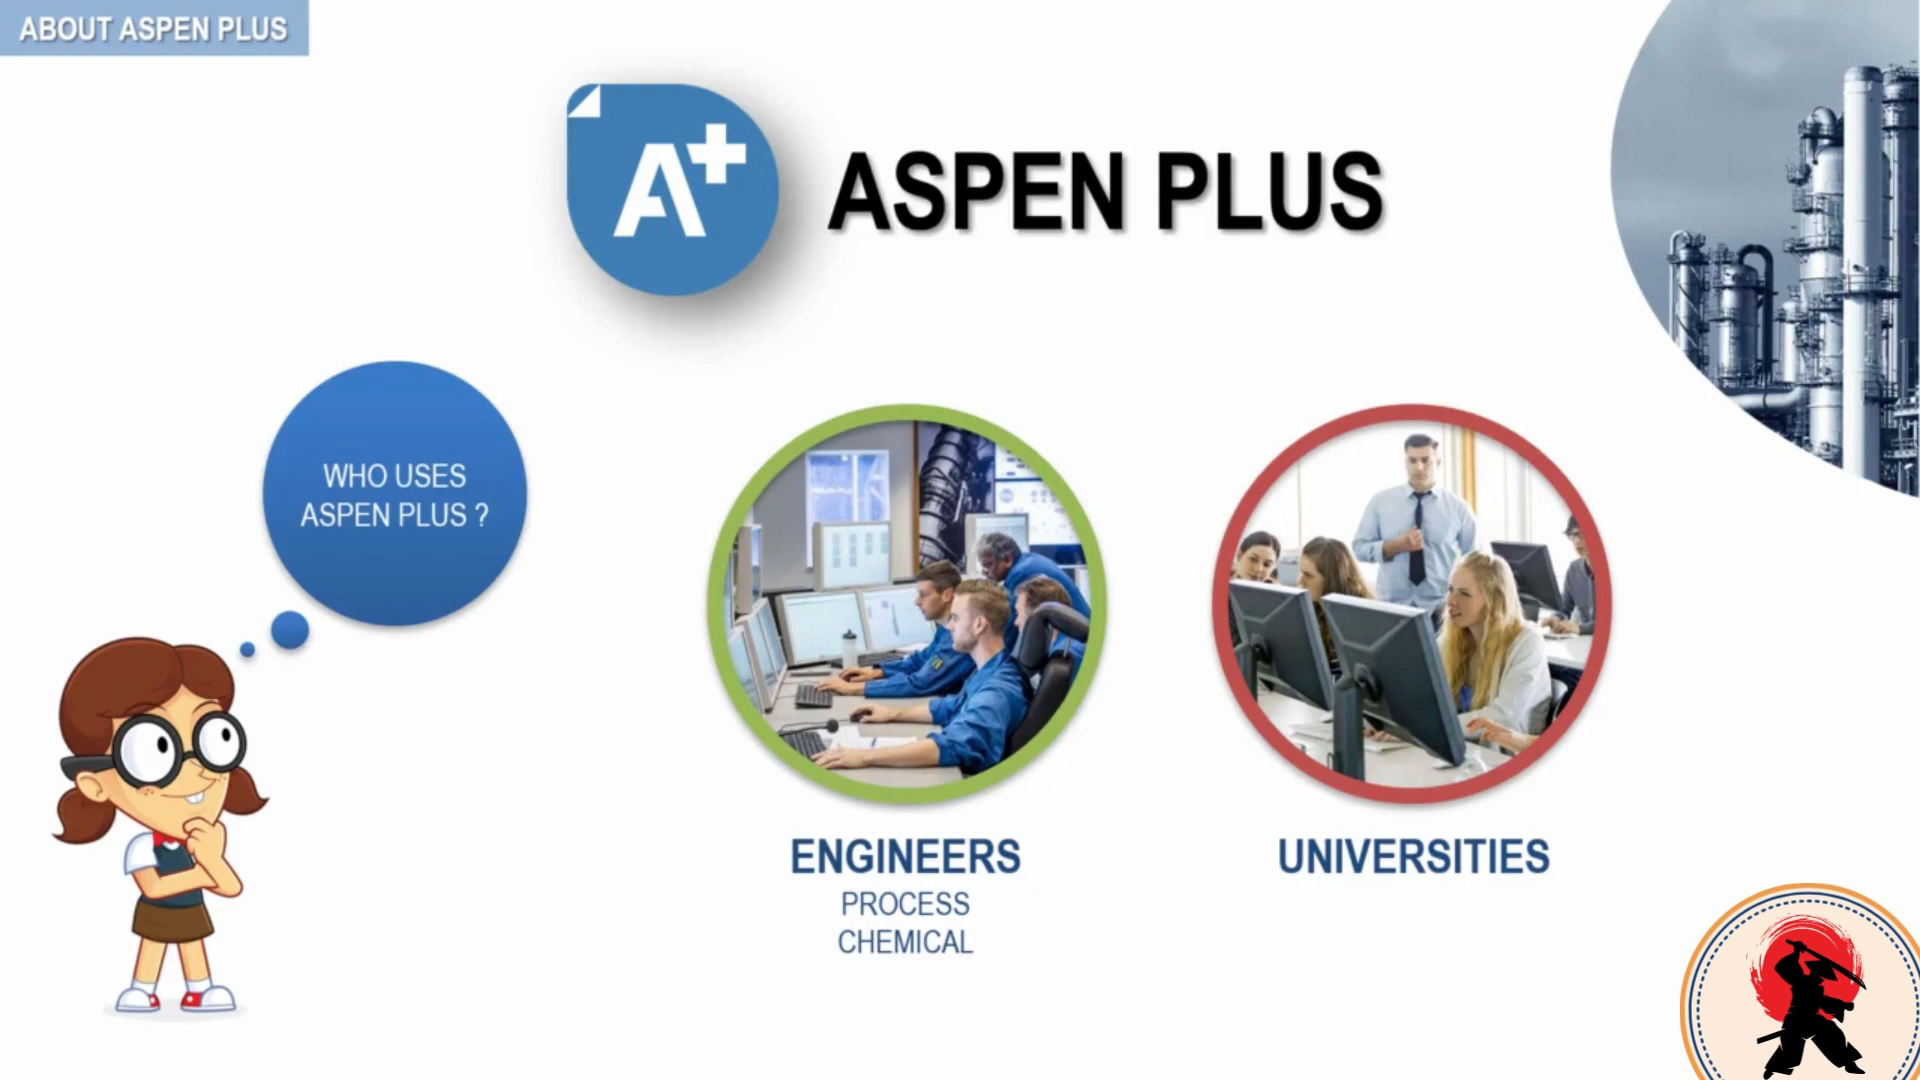 ABOUT ASPEN PLUS
A+
ASPEN PLUS
WHO USES
ASPEN PLUS ?
ENGINEERS
PROCESS
CHEMICAL
UNIVERSITIES